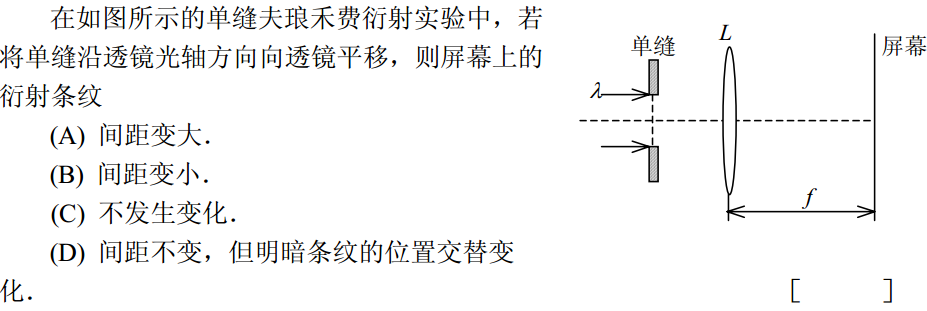 在如图所示的单缝夫琅禾费衍射实验中，若
将单缝沿透镜光轴方向向透镜平移，则屏幕上的
衍射条纹
(A) 间距变大．
(B) 间距变小．
(C) 不发生变化．
(D) 间距不变，但明暗条纹的位置交替变
化．
[ ]
单缝
L
屏幕
λ
f